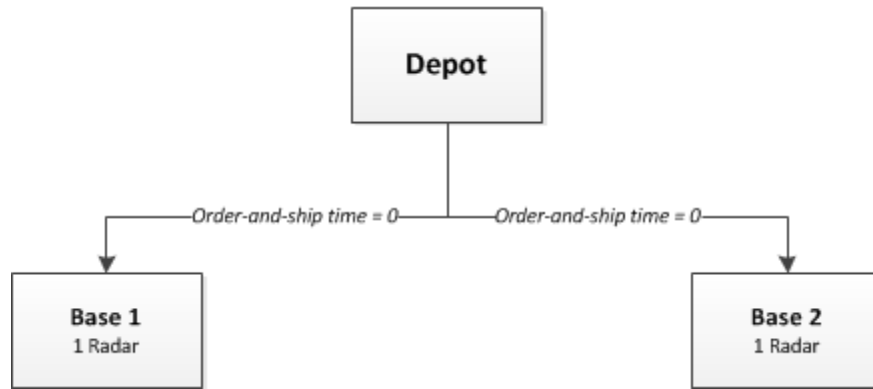 Depot
Order-and-ship time = 0
Order-and-ship time = 0
Base 1
1 Radar
Base 2
1 Radar